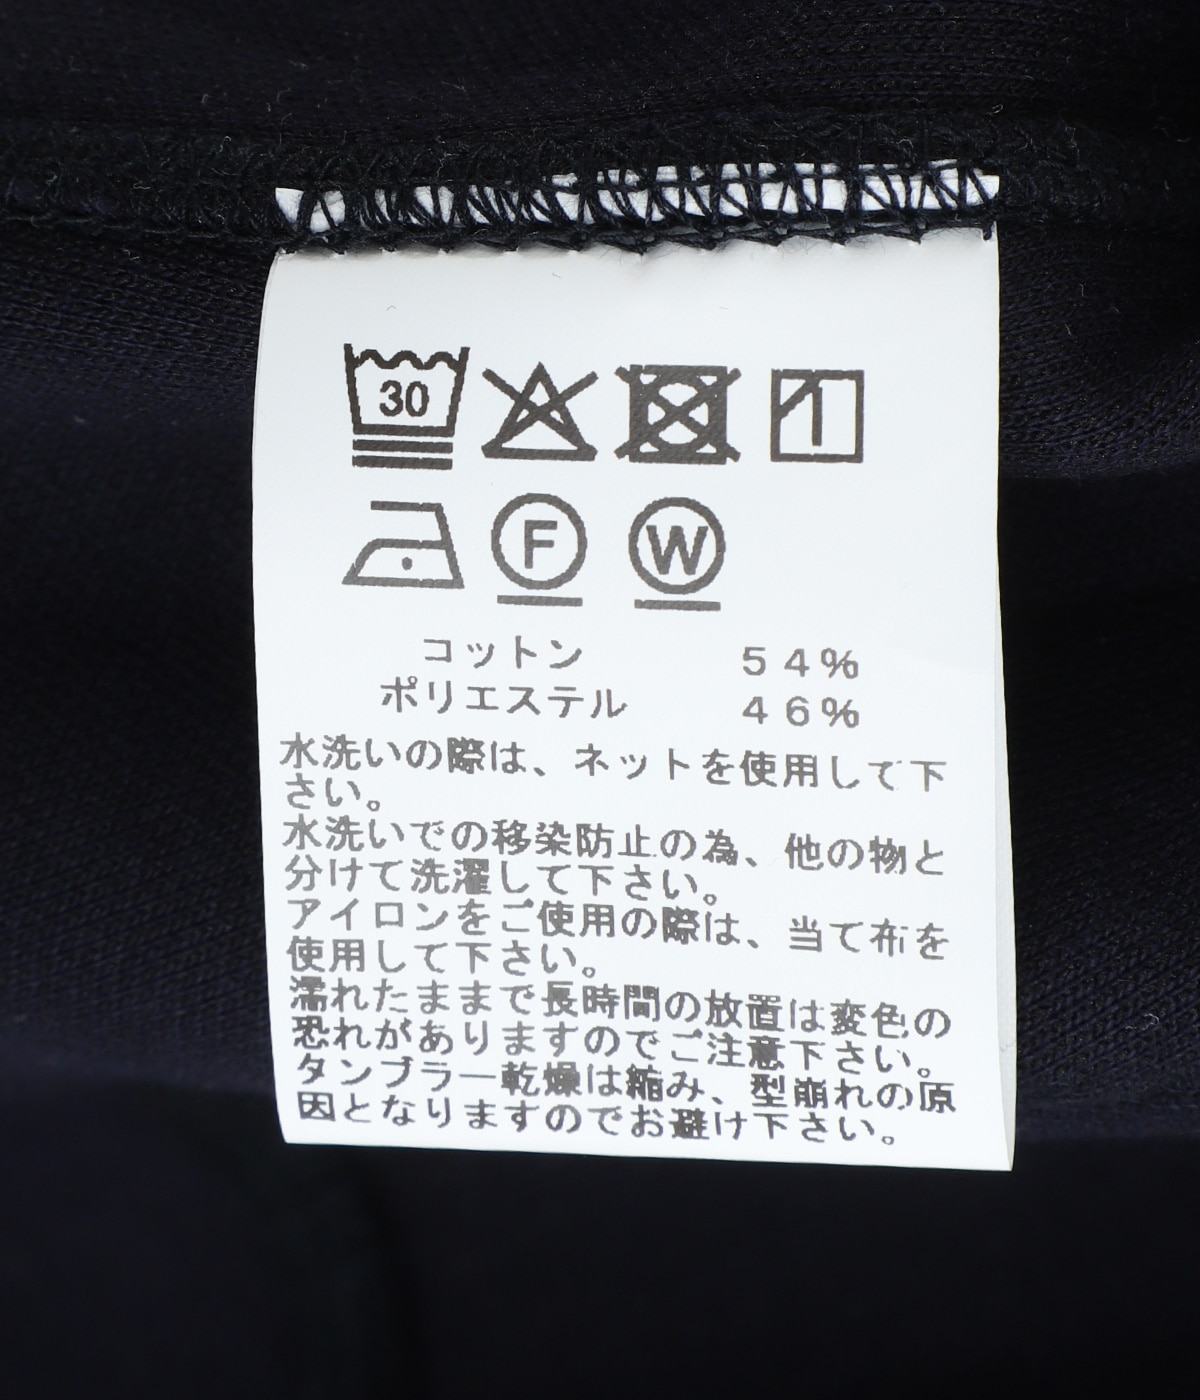 30
F W
コットン 54%
ポリエステル 46%
水洗いの際は、ネットを使用して下
さい。
水洗いでの移染防止の為、他の物と
分けて洗濯して下さい。
アイロンをご使用の際は、当て布を
使用して下さい。
濡れたままで長時間の放置は変色の
恐れがありますのでご注意下さい。
タンブラー乾燥は縮み、型崩れの原
因となりますのでお避け下さい。